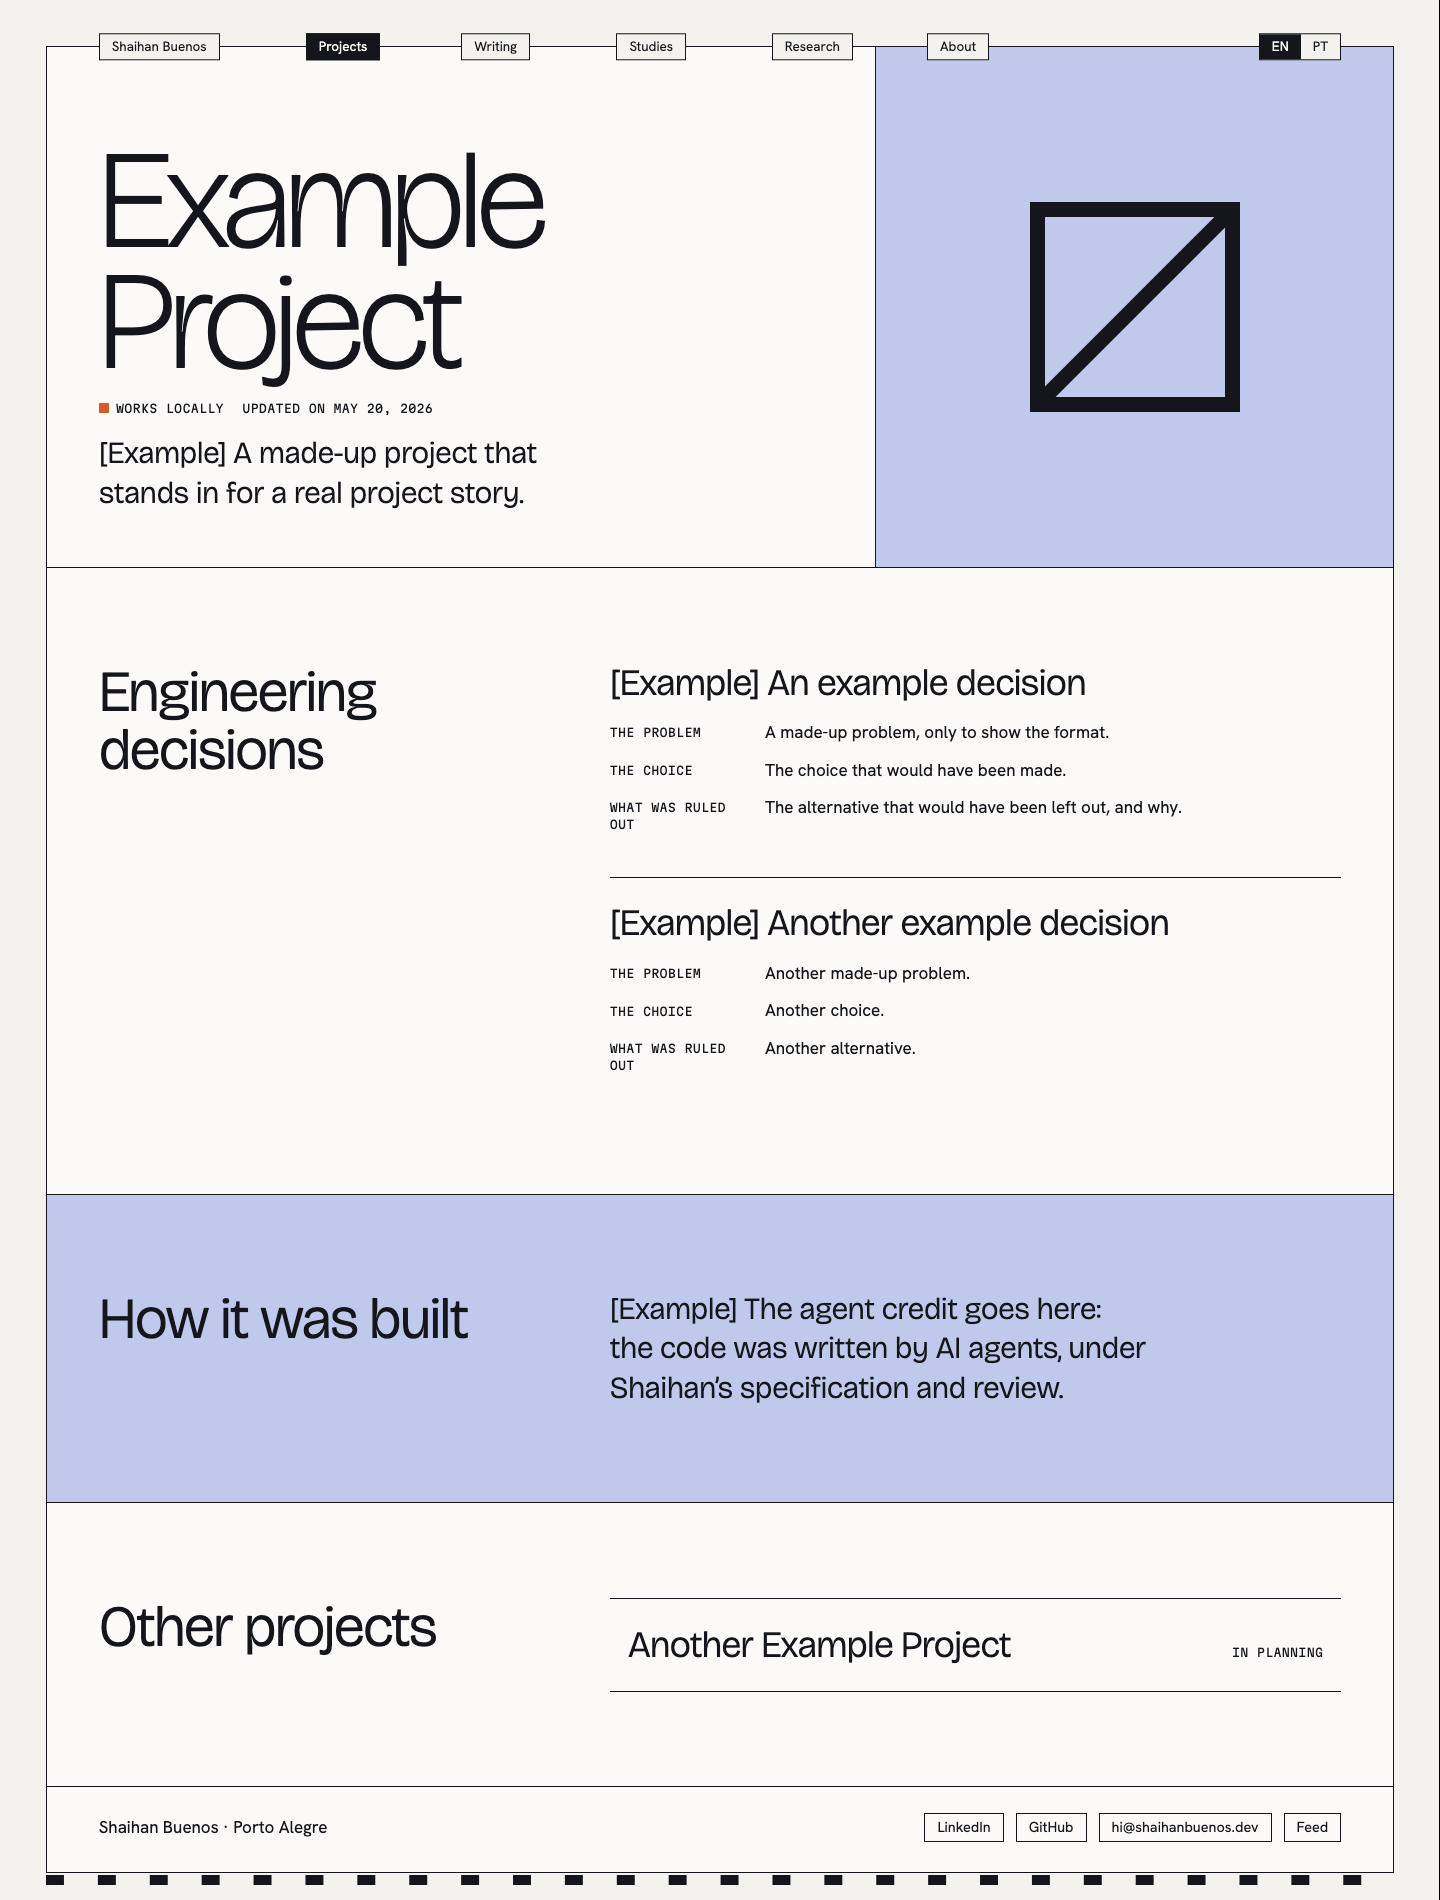 Shaihan Buenos
Projects
Writing
Studies
Research
About
EN
PT
Example
Project
WORKS LOCALLY UPDATED ON MAY 20, 2026
[Example] A made-up project that
stands in for a real project story.
Engineering
decisions
[Example] An example decision
THE PROBLEM
A made-up problem, only to show the format.
THE CHOICE
The choice that would have been made.
WHAT WAS RULED
OUT
The alternative that would have been left out, and why.
[Example] Another example decision
THE PROBLEM
Another made-up problem.
THE CHOICE
Another choice.
WHAT WAS RULED
OUT
Another alternative.
How it was built
[Example] The agent credit goes here:
the code was written by AI agents, under
Shaihan’s specification and review.
Other projects
Another Example Project
IN PLANNING
Shaihan Buenos · Porto Alegre
LinkedIn
GitHub
hi@shaihanbuenos.dev
Feed